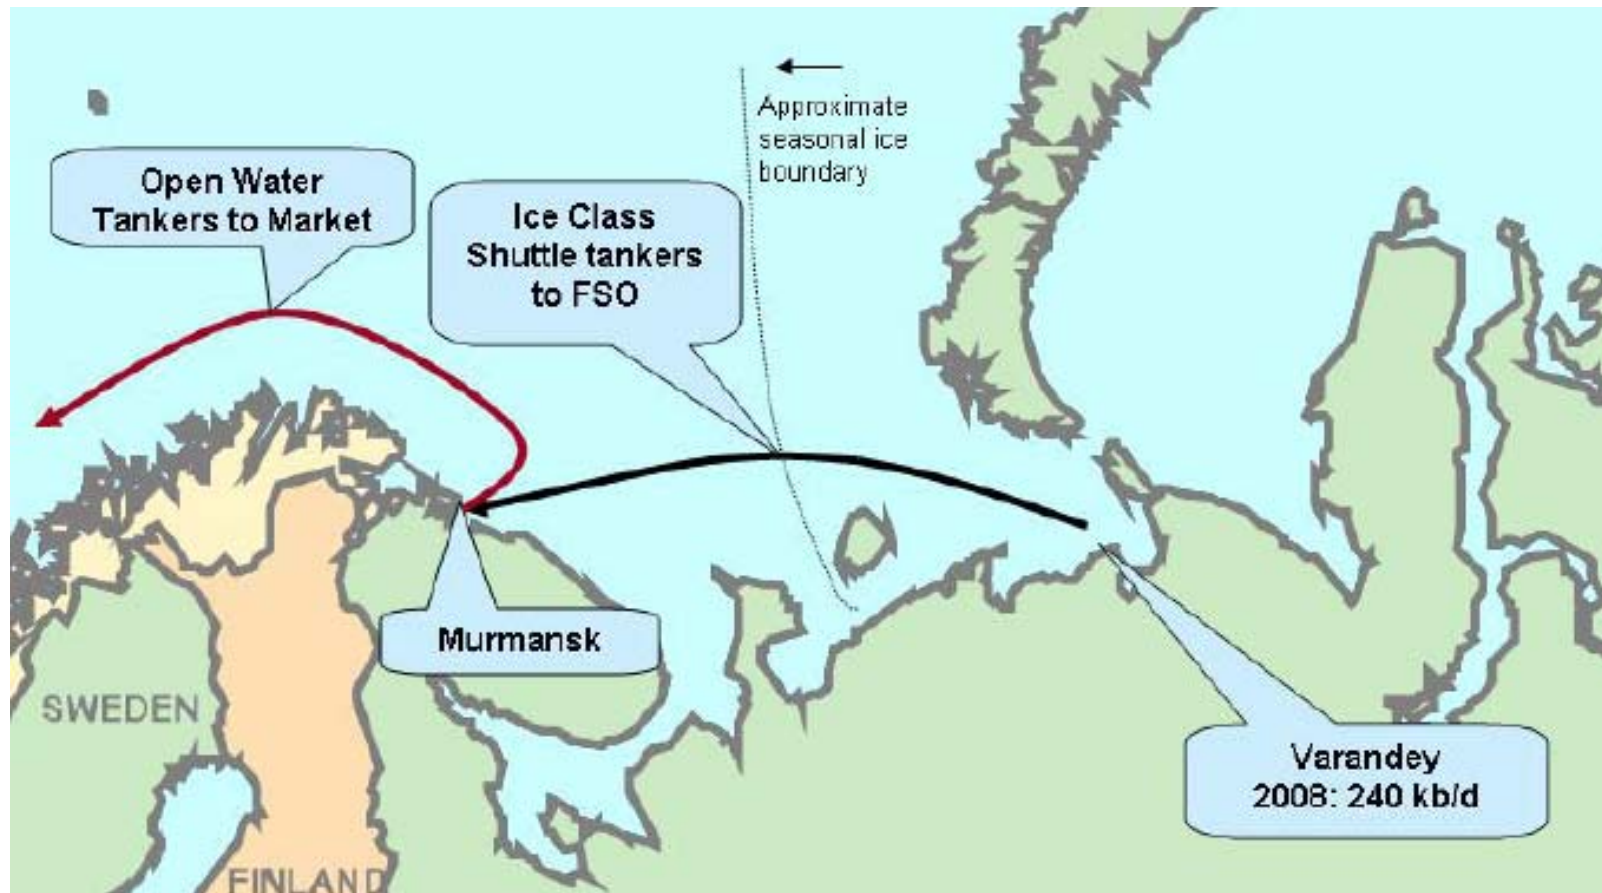 Approximate
seasonal ice
boundary
Open Water
Tankers to Market
Ice Class
Shuttle tankers
to FSO
Murmansk
SWEDEN
FINLAND
Varandey
2008: 240 kb/d